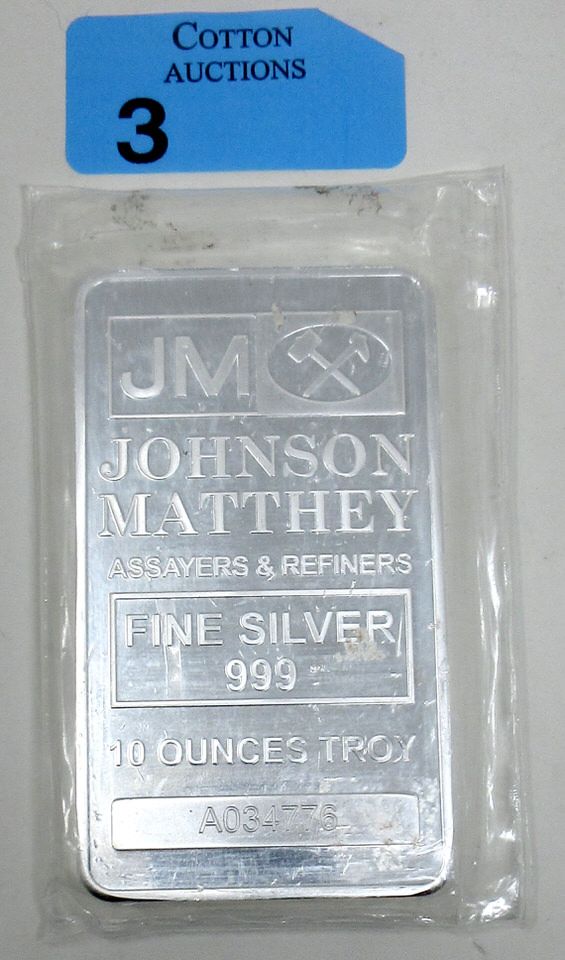 COTTON
AUCTIONS
3
JM
JOHNSON
MATTHEY
ASSAYERS & REFINERS
FINE SILVER
999
10 OUNCES TROY
A034776